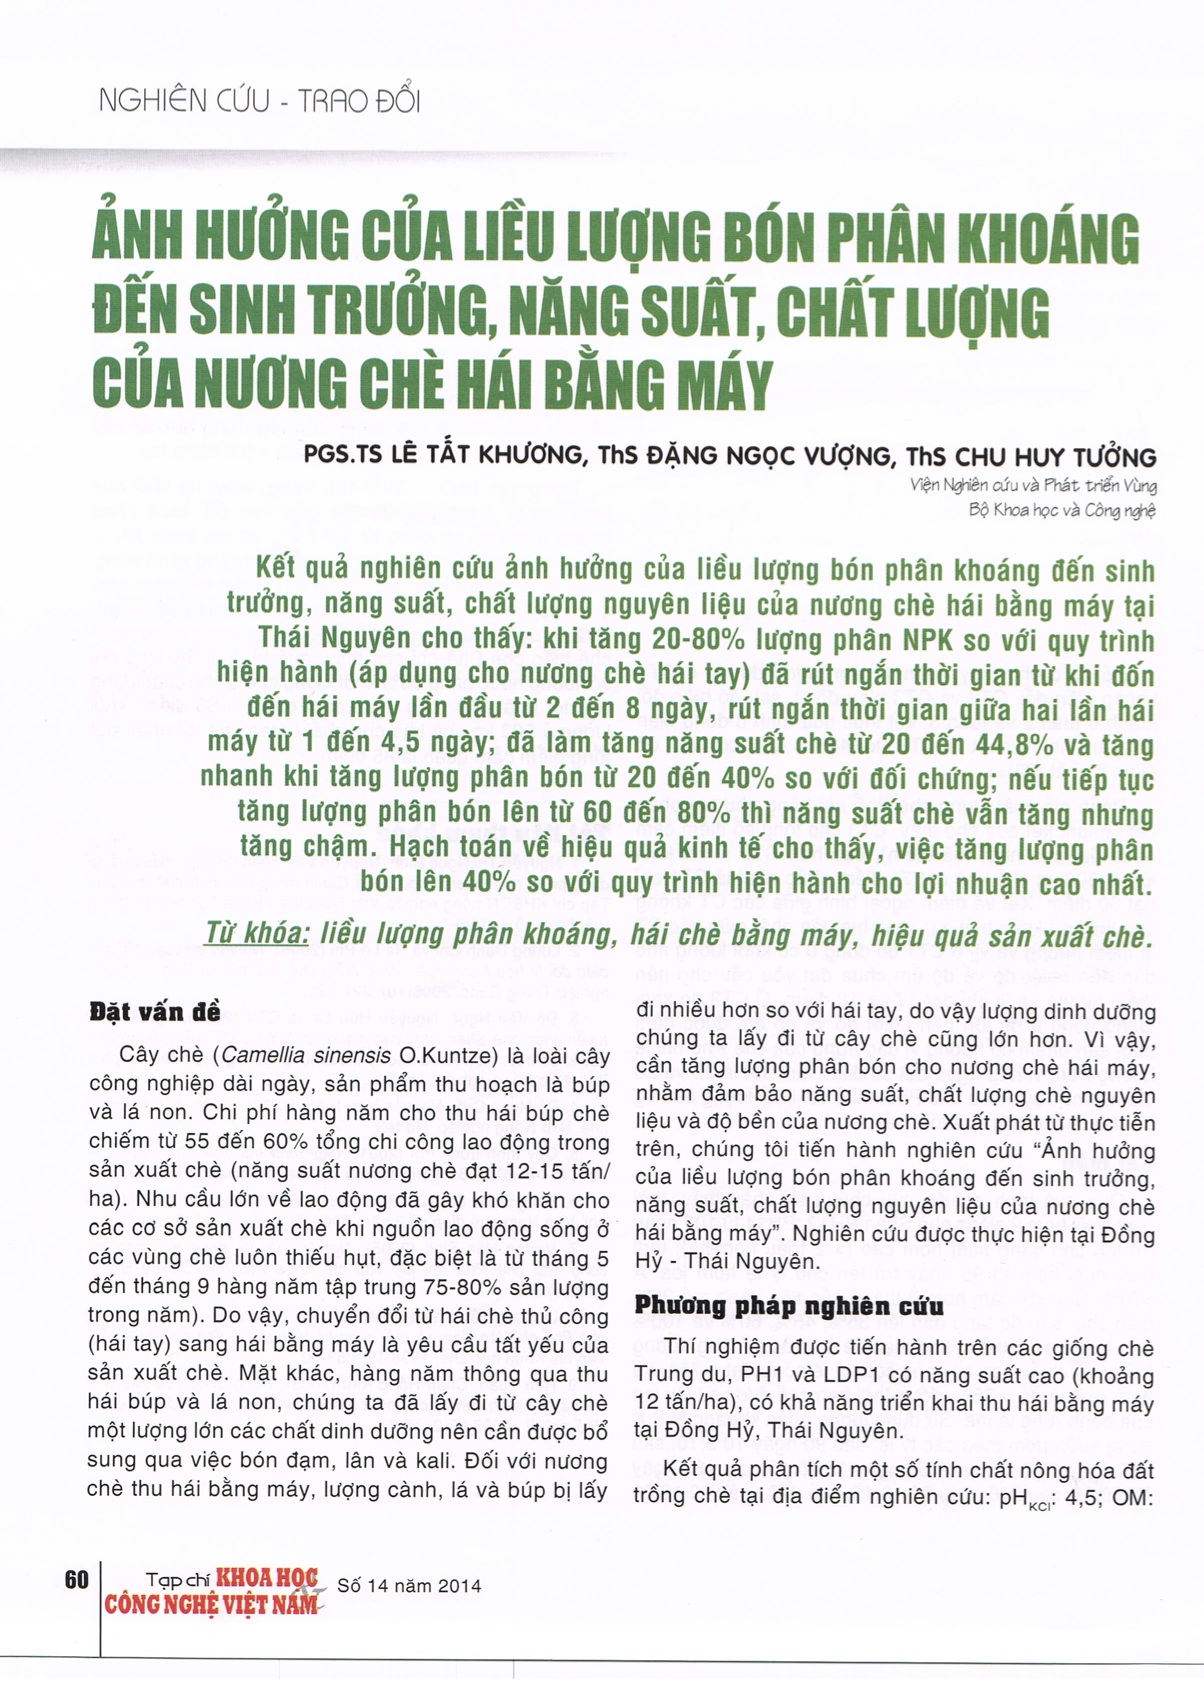 NGHIÊN CỨU - TRAO ĐỔI
ẢNH HƯỞNG CỦA LIỀU LƯỢNG BÓN PHÂN KHOÁNG
ĐẾN SINH TRƯỞNG, NĂNG SUẤT, CHẤT LƯỢNG
CỦA NƯƠNG CHÈ HÁI BẰNG MÁY
PGS.TS LÊ TẤT KHƯƠNG, ThS ĐẶNG NGỌC VƯỢNG, ThS CHU HUY TƯỞNG
Viện Nghiên cứu và Phát triển Vùng
Bộ Khoa học và Công nghệ
Kết quả nghiên cứu ảnh hưởng của liều lượng bón phân khoáng đến sinh
trưởng, năng suất, chất lượng nguyên liệu của nương chè hái bằng máy tại
Thái Nguyên cho thấy: khi tăng 20-80% lượng phân NPK so với quy trình
hiện hành (áp dụng cho nương chè hái tay) đã rút ngắn thời gian từ khi đốn
đến hái máy lần đầu từ 2 đến 8 ngày, rút ngắn thời gian giữa hai lần hái
máy từ 1 đến 4,5 ngày; đã làm tăng năng suất chè từ 20 đến 44,8% và tăng
nhanh khi tăng lượng phân bón từ 20 đến 40% so với đối chứng; nếu tiếp tục
tăng lượng phân bón lên từ 60 đến 80% thì năng suất chè vẫn tăng nhưng
tăng chậm. Hạch toán về hiệu quả kinh tế cho thấy, việc tăng lượng phân
bón lên 40% so với quy trình hiện hành cho lợi nhuận cao nhất.
Từ khóa: liều lượng phân khoáng, hái chè bằng máy, hiệu quả sản xuất chè.
Đặt vấn đề
Cây chè (Camellia sinensis O.Kuntze) là loài cây
công nghiệp dài ngày, sản phẩm thu hoạch là búp
và lá non. Chi phí hàng năm cho thu hái búp chè
chiếm từ 55 đến 60% tổng chi công lao động trong
sản xuất chè (năng suất nương chè đạt 12-15 tấn/
ha). Nhu cầu lớn về lao động đã gây khó khăn cho
các cơ sở sản xuất chè khi nguồn lao động sống ở
các vùng chè luôn thiếu hụt, đặc biệt là từ tháng 5
đến tháng 9 hàng năm tập trung 75-80% sản lượng
trong năm). Do vậy, chuyển đổi từ hái chè thủ công
(hái tay) sang hái bằng máy là yêu cầu tất yếu của
sản xuất chè. Mặt khác, hàng năm thông qua thu
hái búp và lá non, chúng ta đã lấy đi từ cây chè
một lượng lớn các chất dinh dưỡng nên cần được bổ
sung qua việc bón đạm, lân và kali. Đối với nương
chè thu hái bằng máy, lượng cành, lá và búp bị lấy
đi nhiều hơn so với hái tay, do vậy lượng dinh dưỡng
chúng ta lấy đi từ cây chè cũng lớn hơn. Vì vậy,
cần tăng lượng phân bón cho nương chè hái máy,
nhằm đảm bảo năng suất, chất lượng chè nguyên
liệu và độ bền của nương chè. Xuất phát từ thực tiễn
trên, chúng tôi tiến hành nghiên cứu “Ảnh hưởng
của liều lượng bón phân khoáng đến sinh trưởng,
năng suất, chất lượng nguyên liệu của nương chè
hái bằng máy”. Nghiên cứu được thực hiện tại Đồng
Hỷ - Thái Nguyên.
Phương pháp nghiên cứu
Thí nghiệm được tiến hành trên các giống chè
Trung du, PH1 và LDP1 có năng suất cao (khoảng
12 tấn/ha), có khả năng triển khai thu hái bằng máy
tại Đồng Hỷ, Thái Nguyên.
Kết quả phân tích một số tính chất nông hóa đất
trồng chè tại địa điểm nghiên cứu: pHKCl: 4,5; OM:
60
Tạp chí KHOA HỌC
& CÔNG NGHỆ VIỆT NAM
Số 14 năm 2014